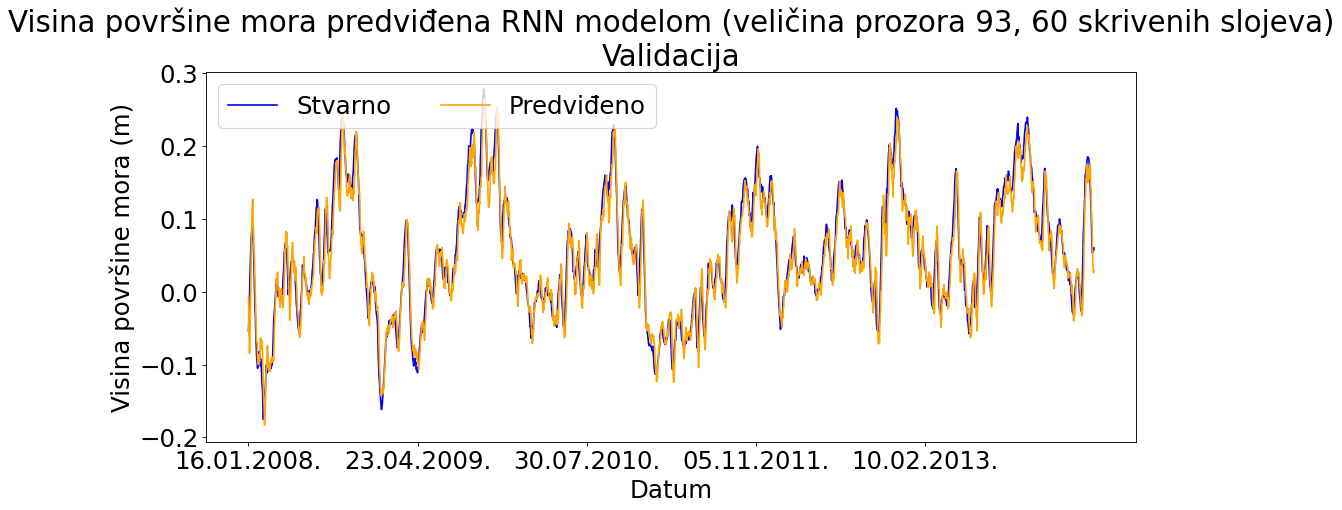 Visina površine mora predviđena RNN modelom (veličina prozora 93, 60 skrivenih slojeva)
Validacija
Stvarno Predviđeno
Visina površine mora (m)
0.3
0.2
0.1
0.0
−0.1
−0.2
16.01.2008. 23.04.2009. 30.07.2010. 05.11.2011. 10.02.2013.
Datum